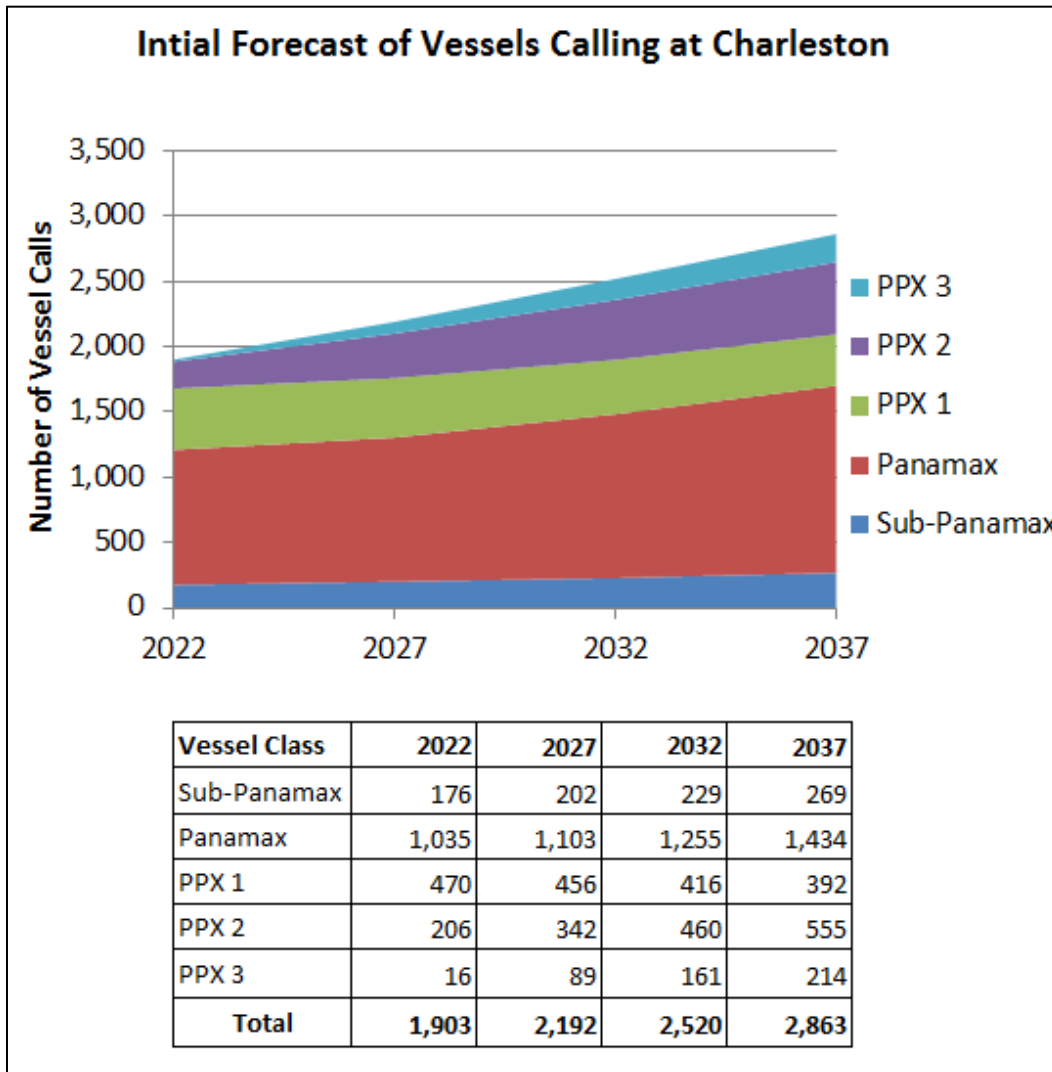 Intial Forecast of Vessels Calling at Charleston
Number of Vessel Calls
3,500
3,000
2,500
2,000
1,500
1,000
500
0
2022 2027 2032 2037
PPX 3
PPX 2
PPX 1
Panamax
Sub-Panamax
Vessel Class 2022 2027 2032 2037
Sub-Panamax 176 202 229 269
Panamax 1,035 1,103 1,255 1,434
PPX 1 470 456 416 392
PPX 2 206 342 460 555
PPX 3 16 89 161 214
Total 1,903 2,192 2,520 2,863